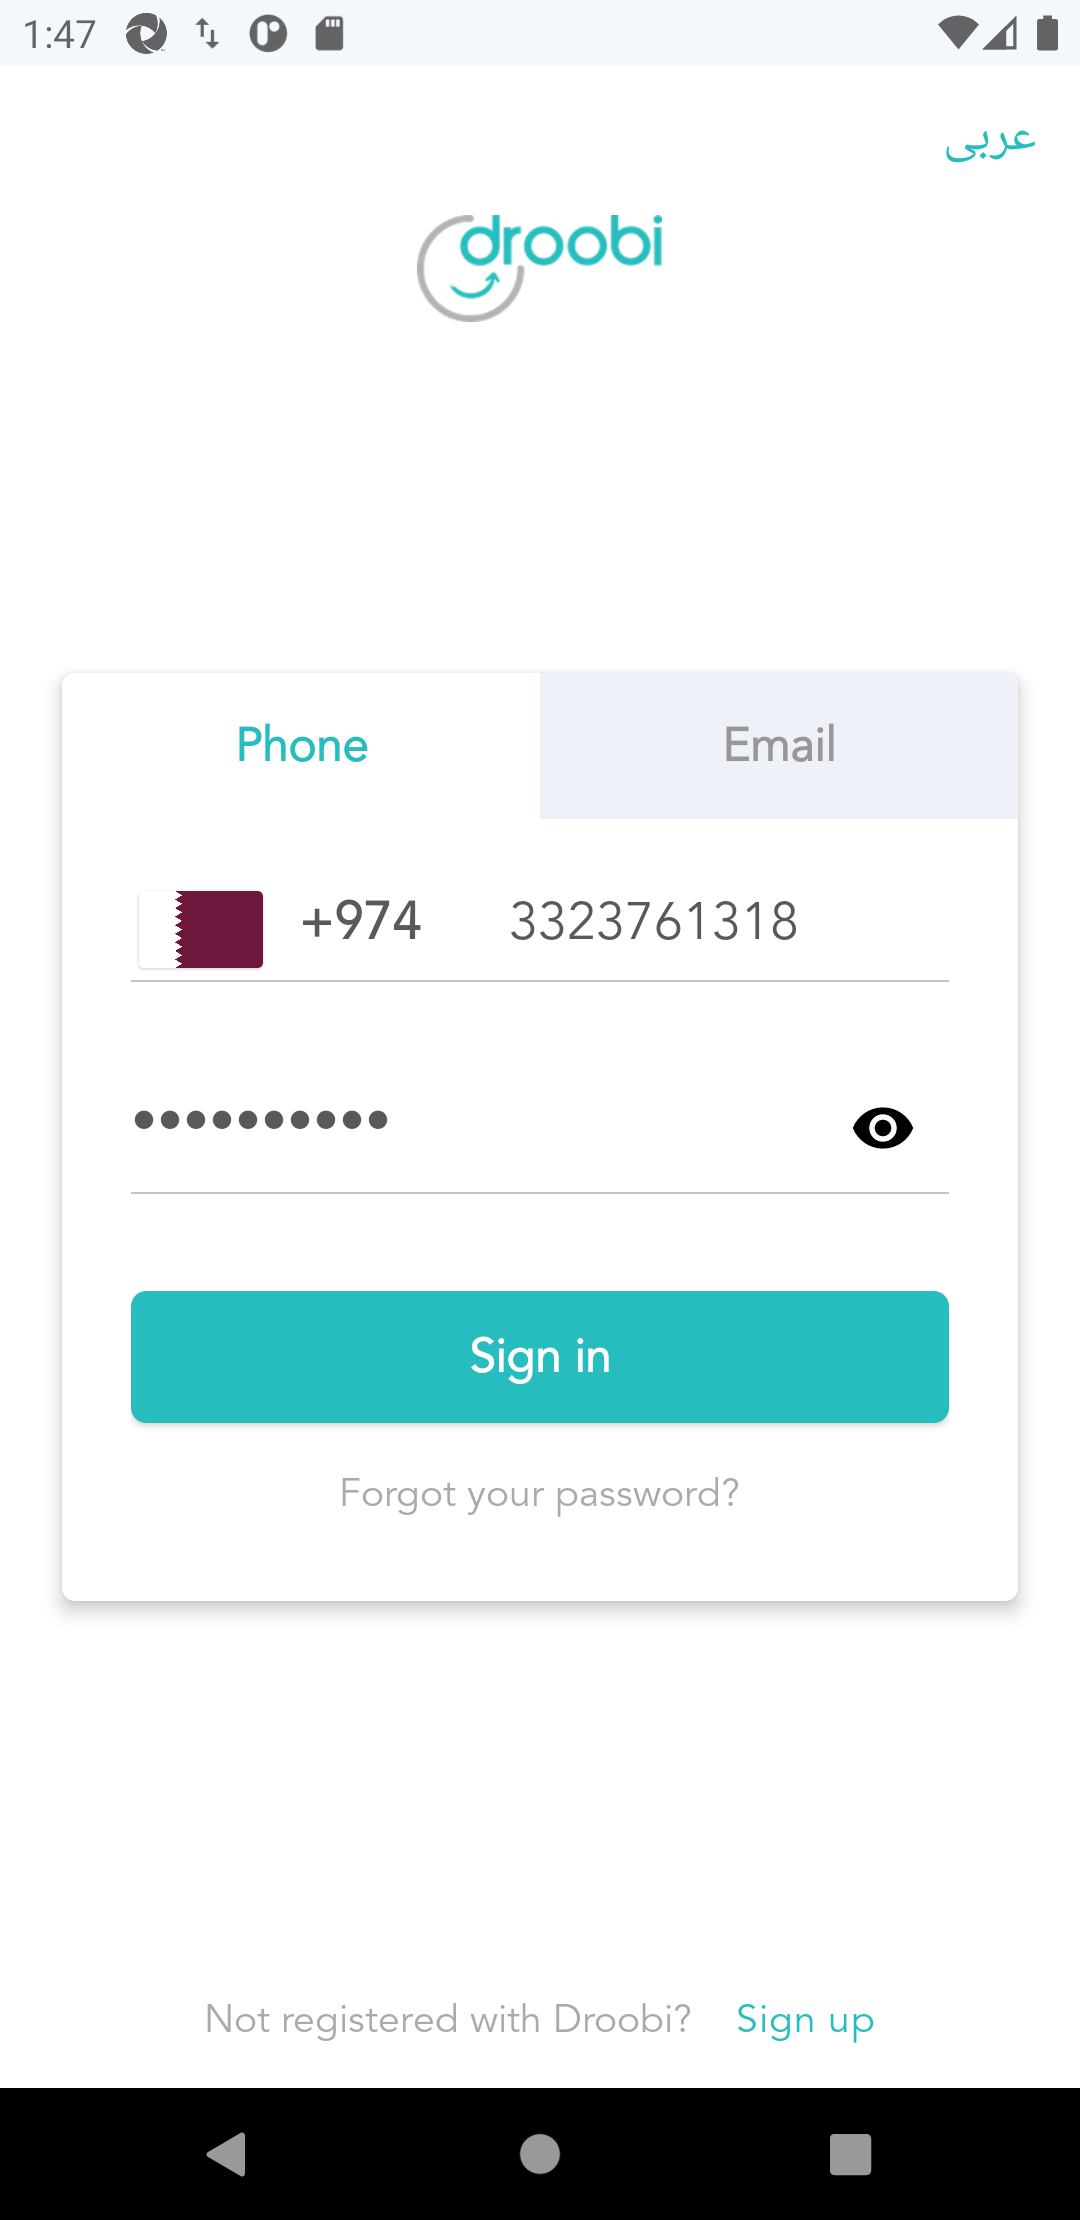 1:47
عربى
droobi
Phone
Email
+974 3323761318
••••••••••
Sign in
Forgot your password?
Not registered with Droobi? Sign up